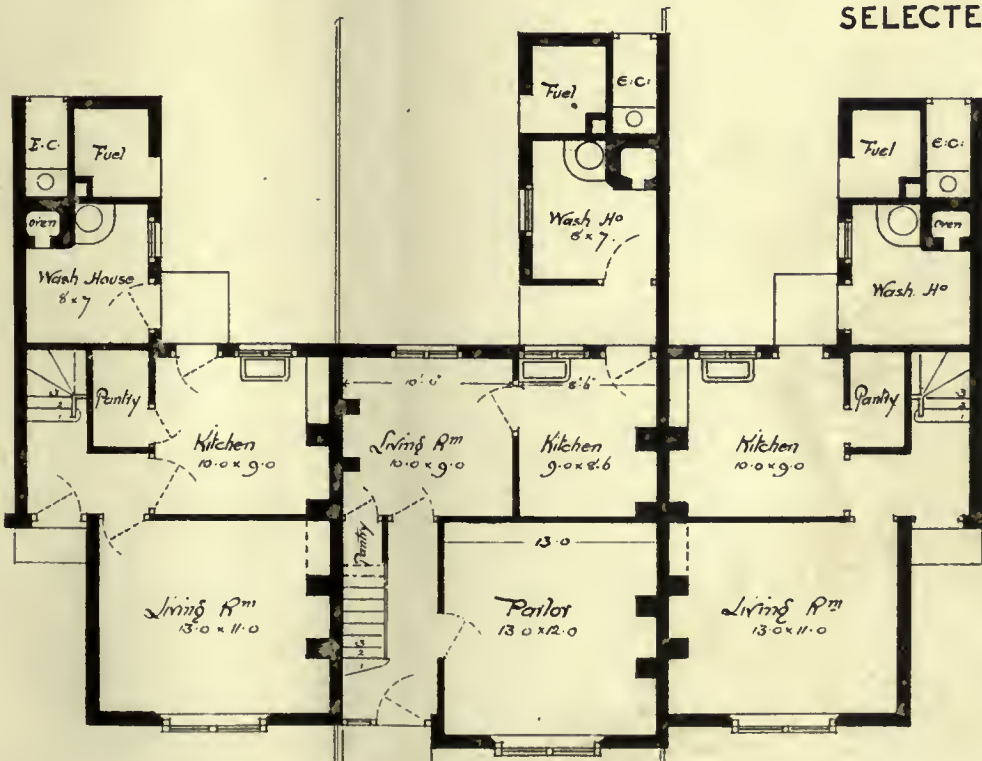 SELECTE
E.C.
Fuel
Fuel
E.C.
Fuel
E.C.
Oven
Wash House
8 x 7
Wash Ho
8 x 7
Oven
Wash. Ho
Pantry
Kitchen
10.0 x 9.0
10'.0"
Living Rm
10.0 x 9.0
8'.6"
Kitchen
9.0 x 8.6
Kitchen
10.0 x 9.0
Pantry
Pantry
Living Rm
13.0 x 11.0
13.0
Parlor
13.0 x 12.0
Living Rm
13.0 x 11.0